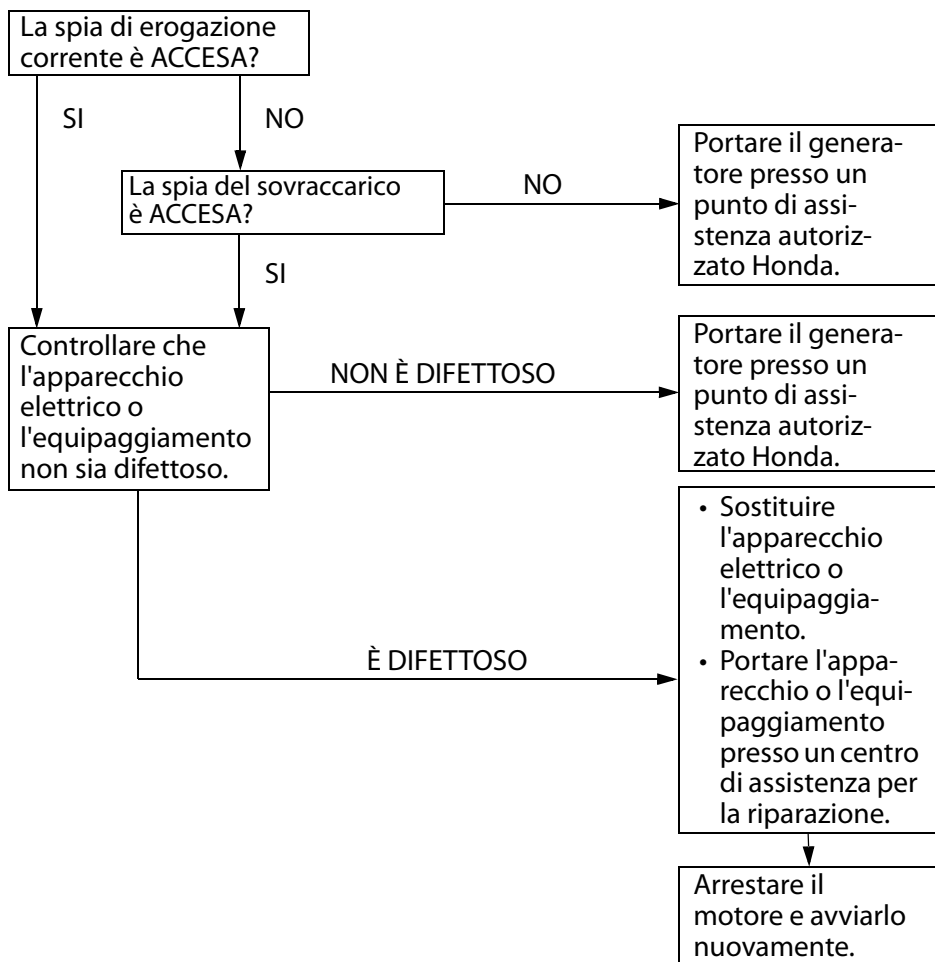 La spia di erogazione
corrente è ACCESA?
SI
NO
La spia del sovraccarico
è ACCESA?
NO
Portare il genera-
tore presso un
punto di assi-
stenza autoriz-
zato Honda.
SI
Controllare che
l'apparecchio
elettrico o
l'equipaggiamento
non sia difettoso.
NON È DIFETTOSO
Portare il genera-
tore presso un
punto di assi-
stenza autoriz-
zato Honda.
È DIFETTOSO
• Sostituire
l'apparecchio
elettrico o
l'equipaggia-
mento.
• Portare l'appa-
recchio o l'equi-
paggiamento
presso un centro
di assistenza per
la riparazione.
Arrestare il
motore e avviarlo
nuovamente.